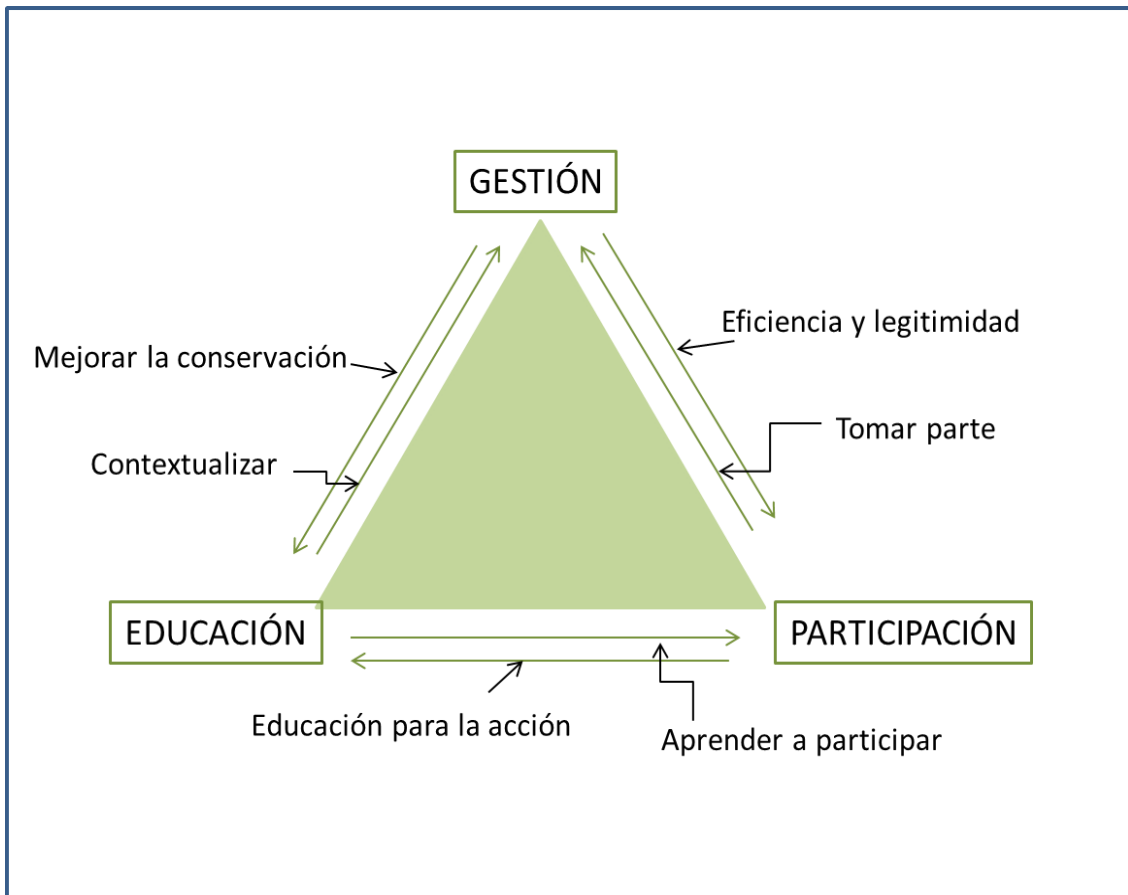 GESTIÓN
Eficiencia y legitimidad
Mejorar la conservación
Tomar parte
Contextualizar
EDUCACIÓN
PARTICIPACIÓN
Educación para la acción
Aprender a participar